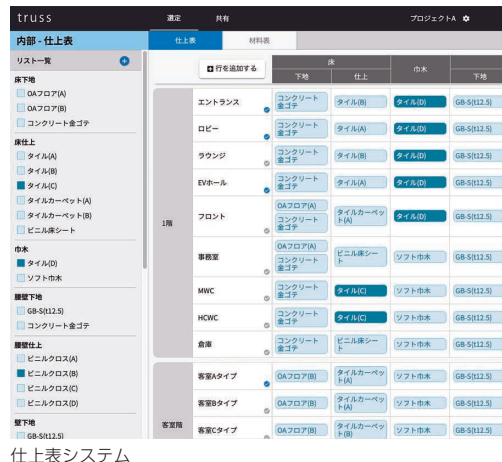 truss
選定
共有
プロジェクトA
内部 - 仕上表
仕上表
材料表
リスト一覧
床下地
OAフロア(A)
OAフロア(B)
コンクリート金ゴテ
床仕上
タイル(A)
タイル(B)
タイル(C)
タイルカーペット(A)
タイルカーペット(B)
ビニル床シート
巾木
タイル(D)
ソフト巾木
腰壁下地
GB-S(t12.5)
コンクリート金ゴテ
腰壁仕上
ビニルクロス(A)
ビニルクロス(B)
ビニルクロス(C)
ビニルクロス(D)
壁下地
GB-S(t12.5)
行を追加する
床
下地
仕上
巾木
下地
1階
エントランス
コンクリート
金ゴテ
タイル(B)
タイル(D)
GB-S(t12.5)
ロビー
コンクリート
金ゴテ
タイル(A)
タイル(D)
GB-S(t12.5)
ラウンジ
コンクリート
金ゴテ
タイル(B)
タイル(D)
GB-S(t12.5)
EVホール
コンクリート
金ゴテ
タイル(A)
タイル(D)
GB-S(t12.5)
フロント
OAフロア(A)
コンクリート
金ゴテ
タイルカーペッ
ト(A)
タイル(D)
GB-S(t12.5)
事務室
OAフロア(A)
コンクリート
金ゴテ
ビニル床シー
ト
ソフト巾木
GB-S(t12.5)
MWC
コンクリート
金ゴテ
タイル(C)
ソフト巾木
GB-S(t12.5)
HCWC
コンクリート
金ゴテ
タイル(C)
ソフト巾木
GB-S(t12.5)
倉庫
コンクリート
金ゴテ
ビニル床シー
ト
ソフト巾木
GB-S(t12.5)
客室階
客室Aタイプ
OAフロア(B)
タイルカーペッ
ト(A)
ソフト巾木
GB-S(t12.5)
客室Bタイプ
OAフロア(B)
タイルカーペッ
ト(A)
ソフト巾木
GB-S(t12.5)
客室Cタイプ
OAフロア(B)
タイルカーペッ
ト(B)
ソフト巾木
GB-S(t12.5)
仕上表システム